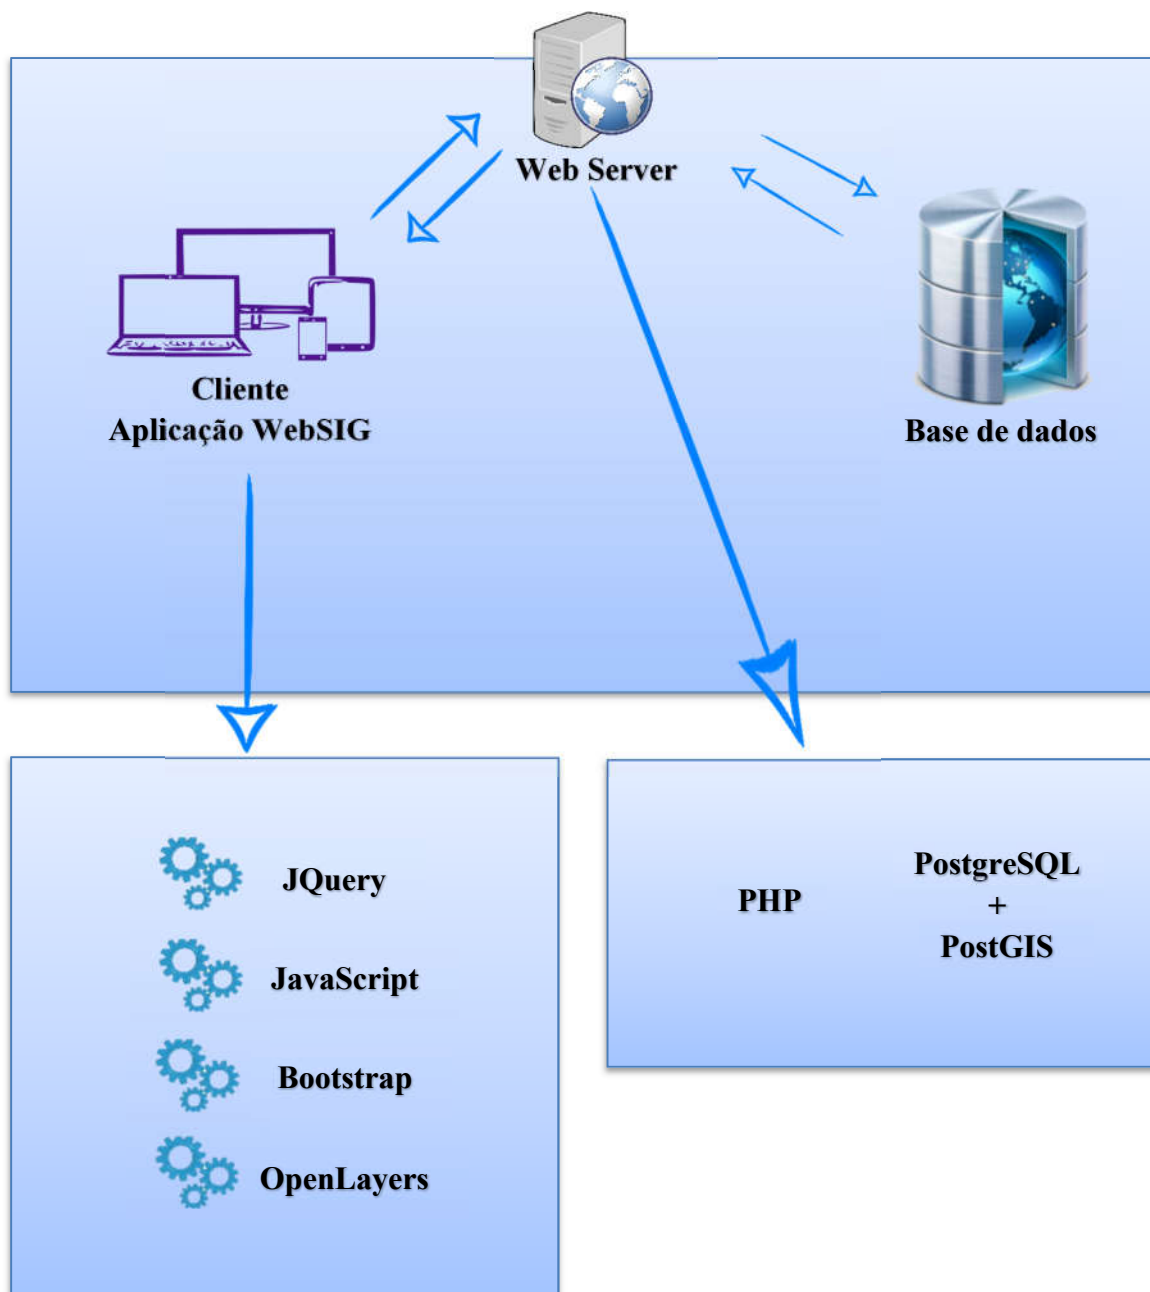 Web Server
Cliente
Aplicação WebSIG
Base de dados
JQuery
JavaScript
Bootstrap
OpenLayers
PHP
PostgreSQL
+
PostGIS